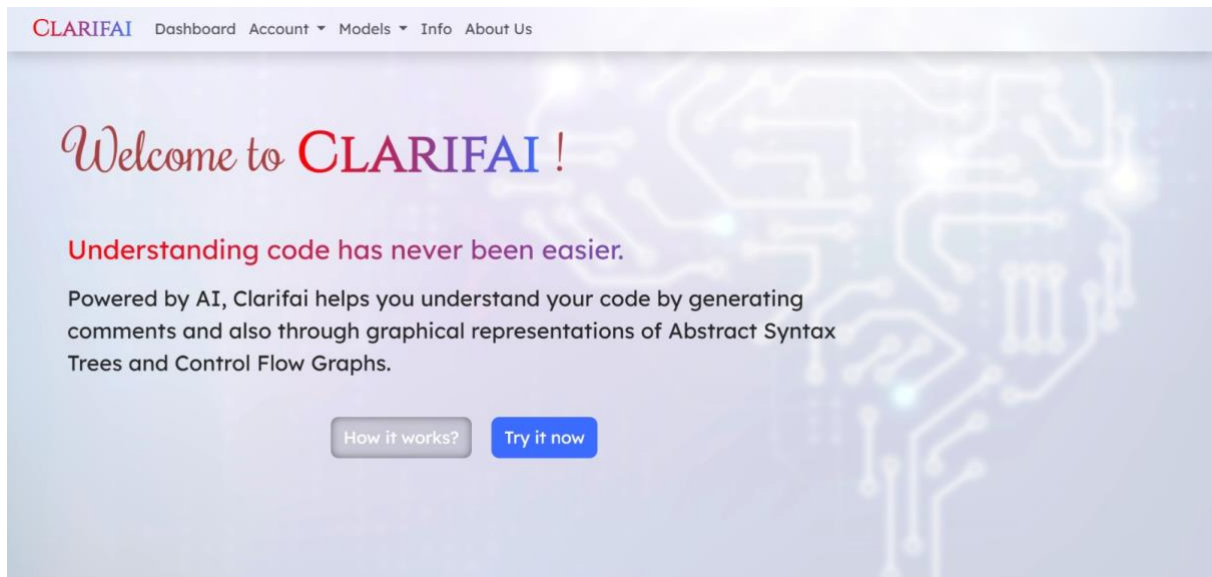 CLARIFAI Dashboard Account Models Info About Us
Welcome to CLARIFAI !
Understanding code has never been easier.
Powered by AI, Clarifai helps you understand your code by generating
comments and also through graphical representations of Abstract Syntax
Trees and Control Flow Graphs.
How it works? Try it now